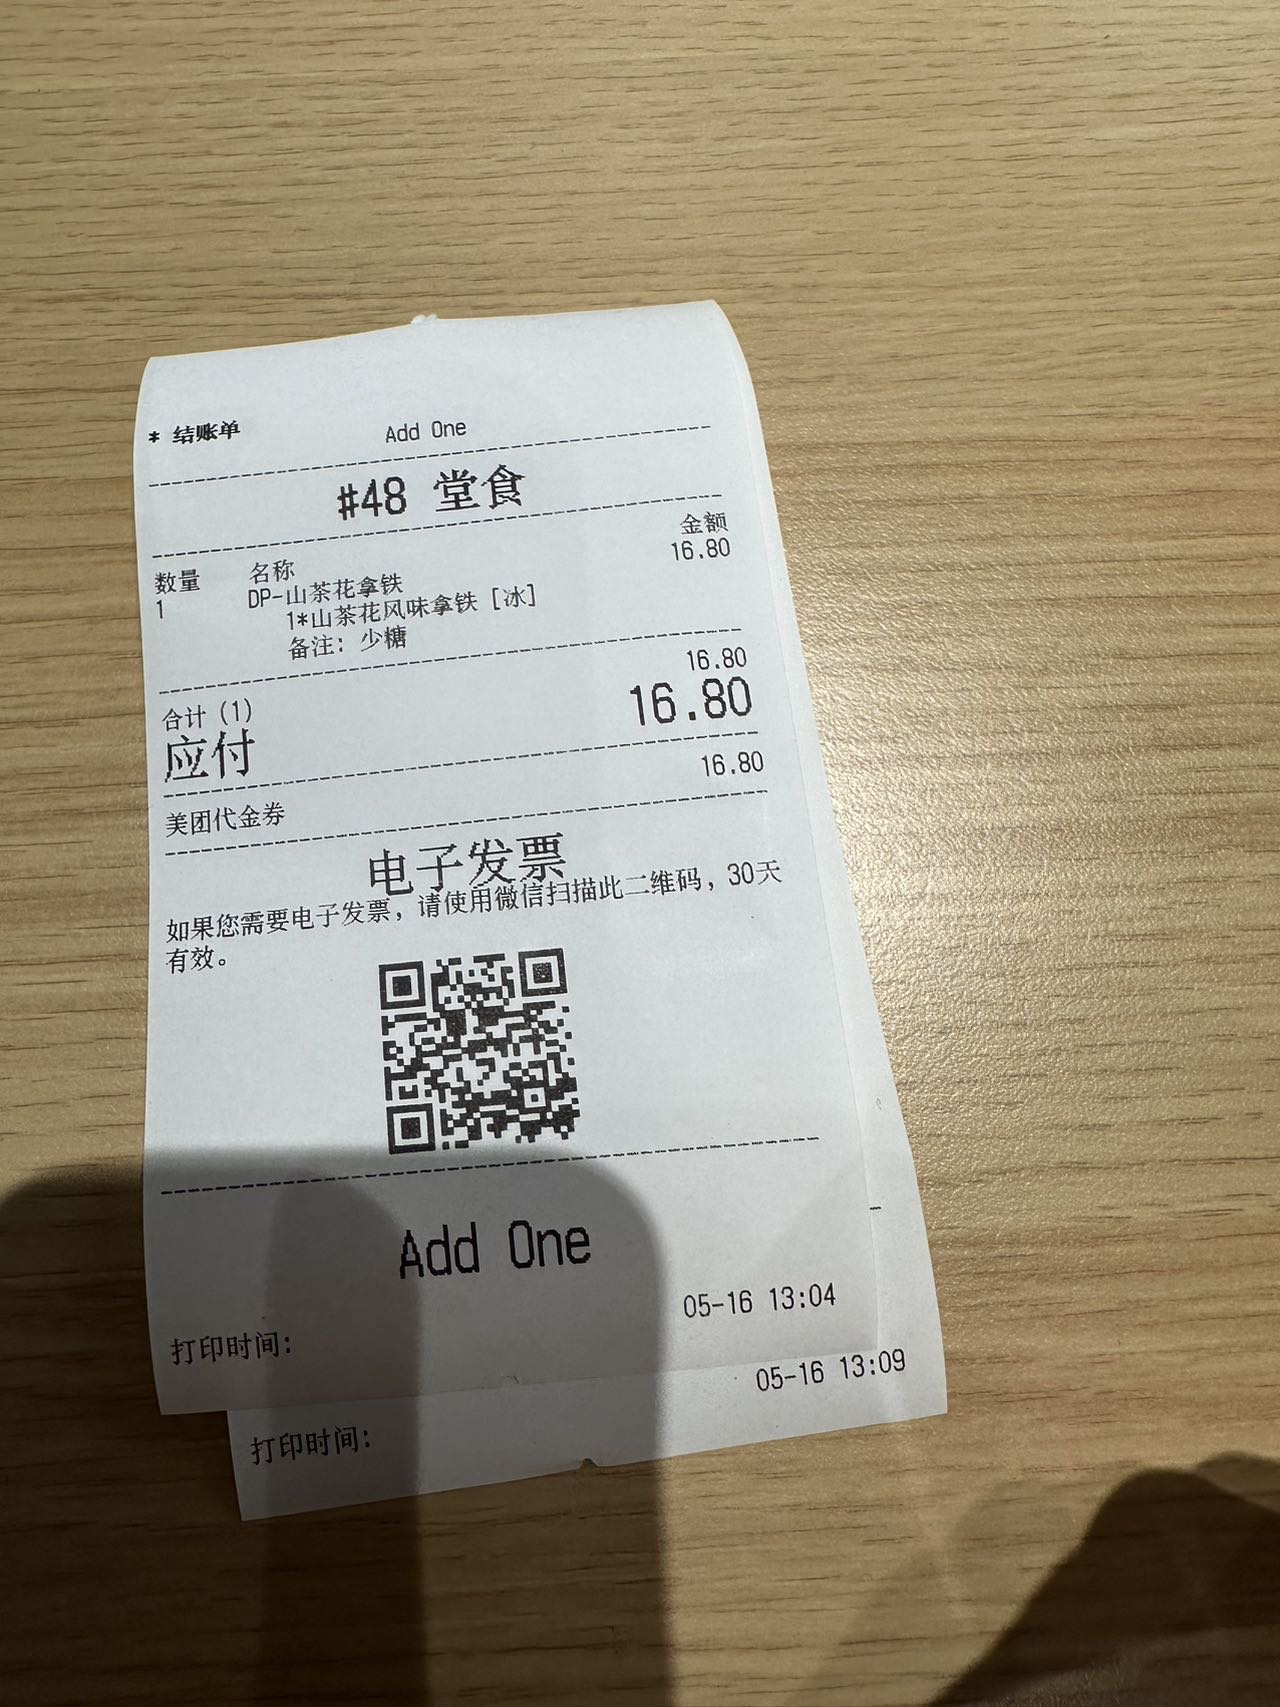 * 结账单 Add One
#48 堂食
数量 名称 金额
1 DP-山茶花拿铁 16.80
1*山茶花风味拿铁 [冰]
备注: 少糖
合计 (1) 16.80
应付 16.80
美团代金券 16.80
电子发票
如果您需要电子发票，请使用微信扫描此二维码，30天
有效。
Add One
打印时间: 05-16 13:04
打印时间: 05-16 13:09